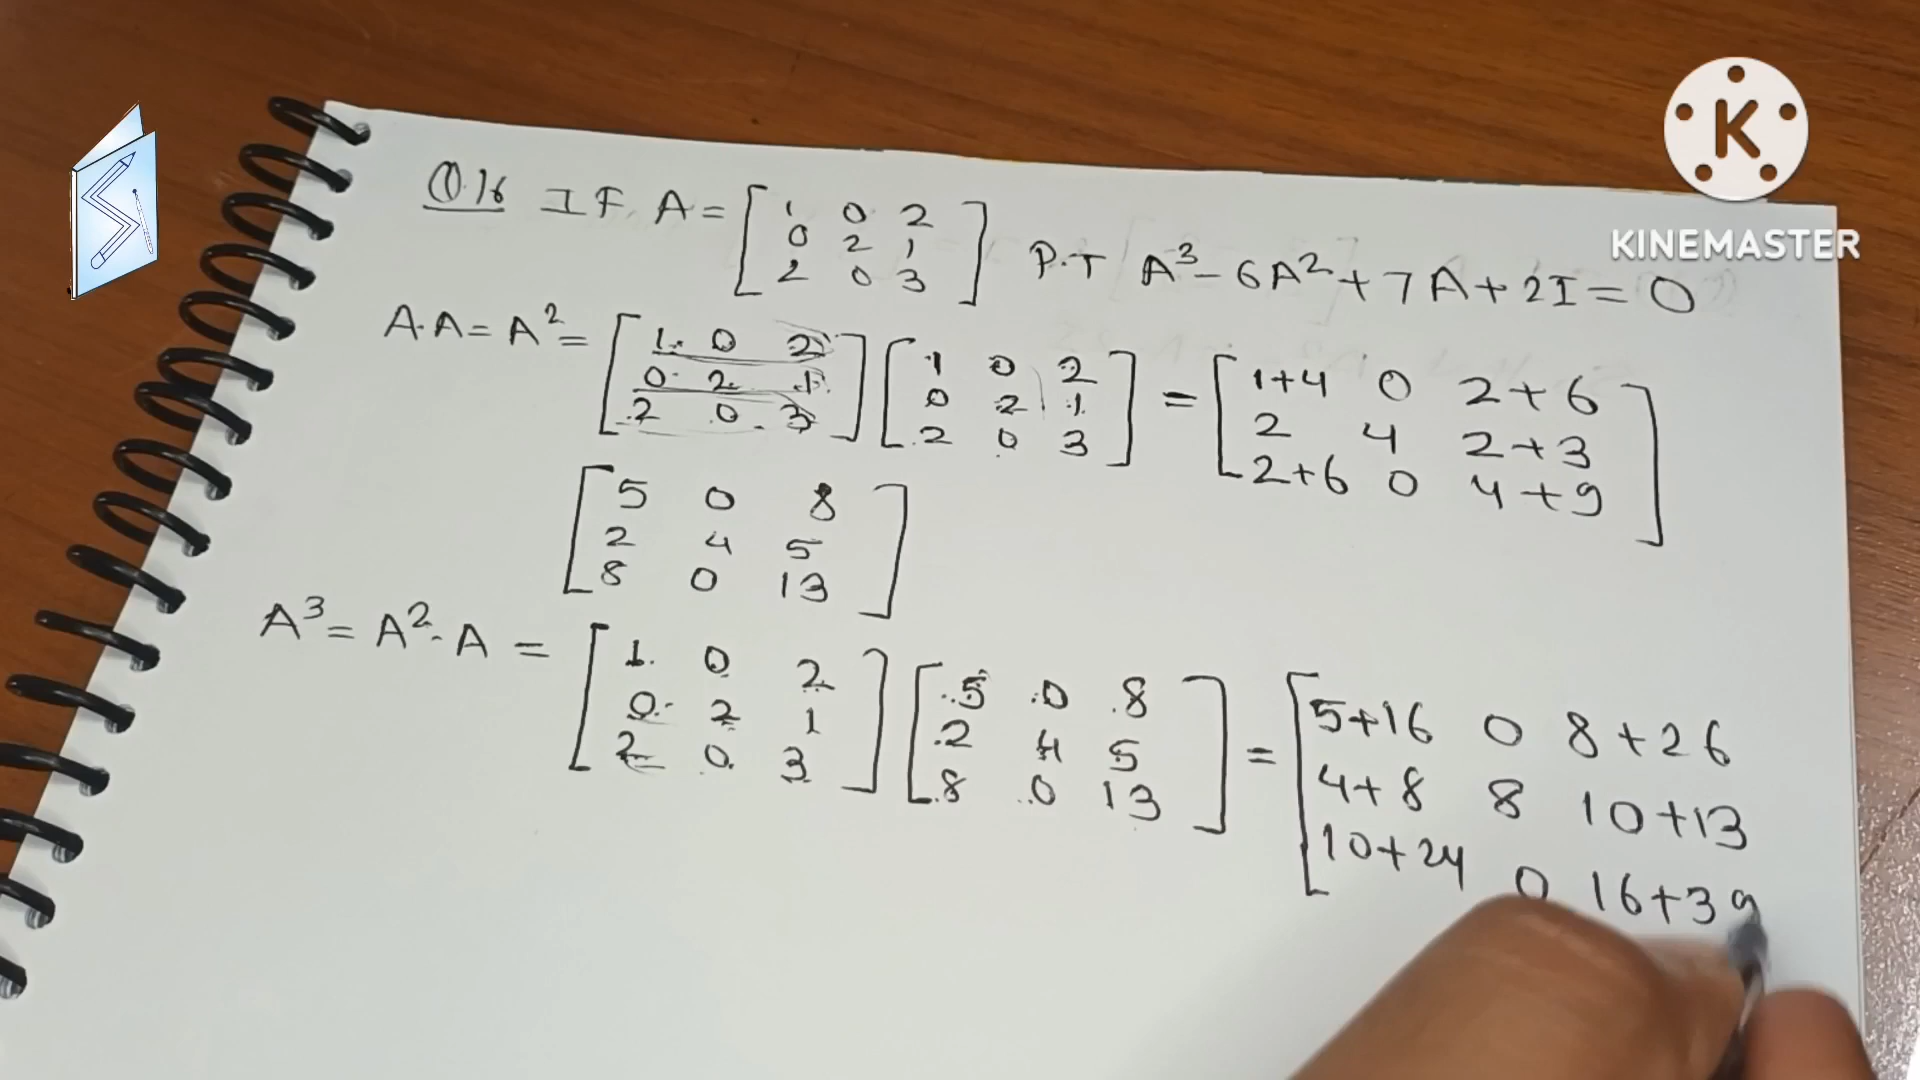 Q.16 IF, A = [ 1 0 2 ] P.T A³ - 6A² + 7A + 2I = 0
0 2 1
2 0 3
A·A = A² = [ 1 0 2 ] [ 1 0 2 ] = [ 1+4 0 2+6 ]
0 2 1 0 2 1 2 4 2+3
2 0 3 2 0 3 2+6 0 4+9
[ 5 0 8 ]
2 4 5
8 0 13
A³ = A²·A = [ 1 0 2 ] [ 5 0 8 ] = [ 5+16 0 8+26
0 2 1 2 4 5 4+8 8 10+13
2 0 3 8 0 13 10+24 0 16+39
K
KINEMASTER